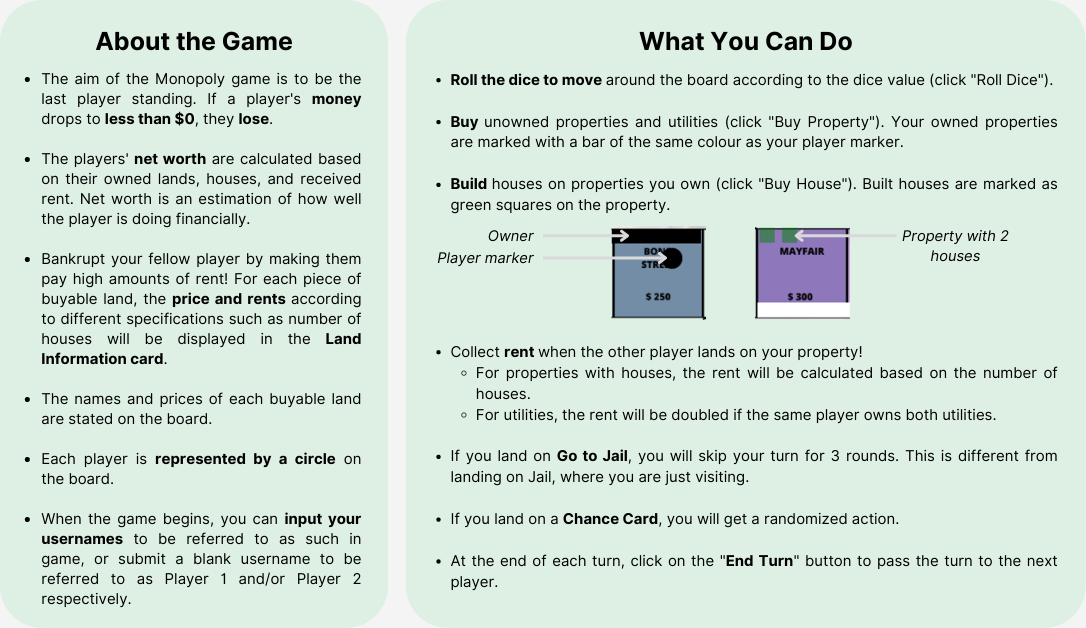 About the Game
• The aim of the Monopoly game is to be the
last player standing. If a player's money
drops to less than $0, they lose.
• The players' net worth are calculated based
on their owned lands, houses, and received
rent. Net worth is an estimation of how well
the player is doing financially.
• Bankrupt your fellow player by making them
pay high amounts of rent! For each piece of
buyable land, the price and rents according
to different specifications such as number of
houses will be displayed in the Land
Information card.
• The names and prices of each buyable land
are stated on the board.
• Each player is represented by a circle on
the board.
• When the game begins, you can input your
usernames to be referred to as such in
game, or submit a blank username to be
referred to as Player 1 and/or Player 2
respectively.
What You Can Do
• Roll the dice to move around the board according to the dice value (click "Roll Dice").
• Buy unowned properties and utilities (click "Buy Property"). Your owned properties
are marked with a bar of the same colour as your player marker.
• Build houses on properties you own (click "Buy House"). Built houses are marked as
green squares on the property.
Owner
Player marker
BON
STRE
$ 250
MAYFAIR
$ 300
Property with 2
houses
• Collect rent when the other player lands on your property!
◦ For properties with houses, the rent will be calculated based on the number of
houses.
◦ For utilities, the rent will be doubled if the same player owns both utilities.
• If you land on Go to Jail, you will skip your turn for 3 rounds. This is different from
landing on Jail, where you are just visiting.
• If you land on a Chance Card, you will get a randomized action.
• At the end of each turn, click on the "End Turn" button to pass the turn to the next
player.